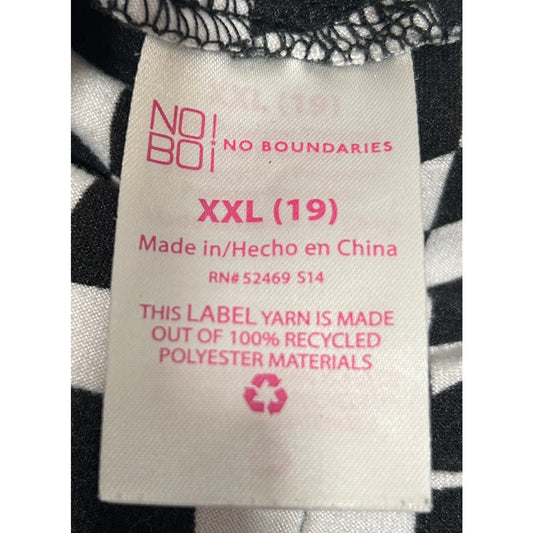 NO!
BO¡ NO BOUNDARIES
XXL (19)
Made in/Hecho en China
RN# 52469 S14
THIS LABEL YARN IS MADE
OUT OF 100% RECYCLED
POLYESTER MATERIALS